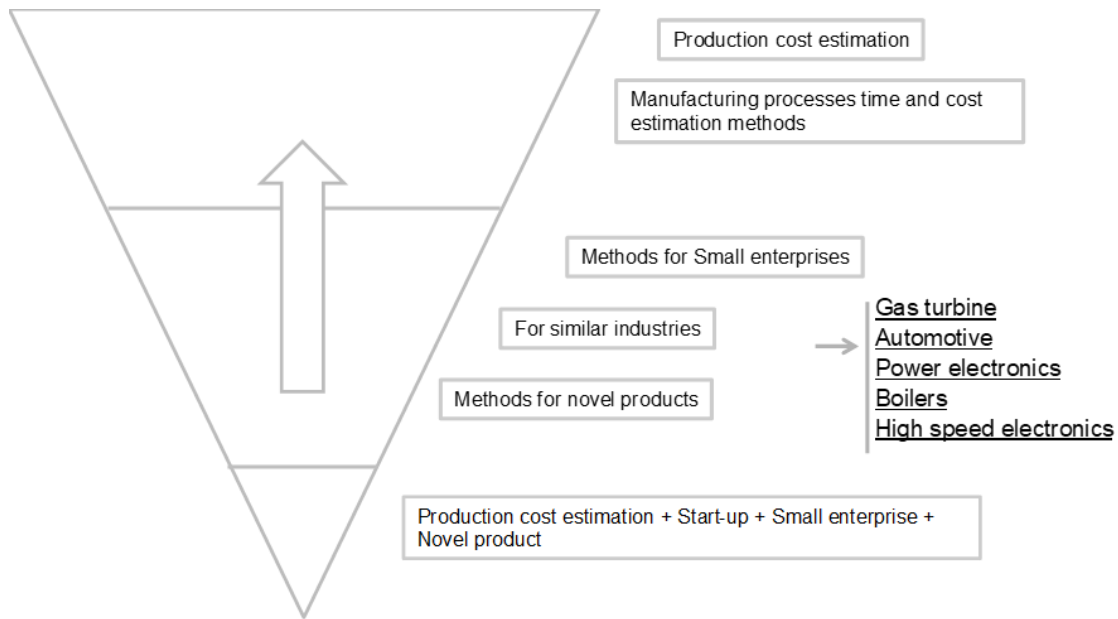 Production cost estimation
Manufacturing processes time and cost
estimation methods
Methods for Small enterprises
For similar industries
Methods for novel products
Gas turbine
Automotive
Power electronics
Boilers
High speed electronics
Production cost estimation + Start-up + Small enterprise +
Novel product